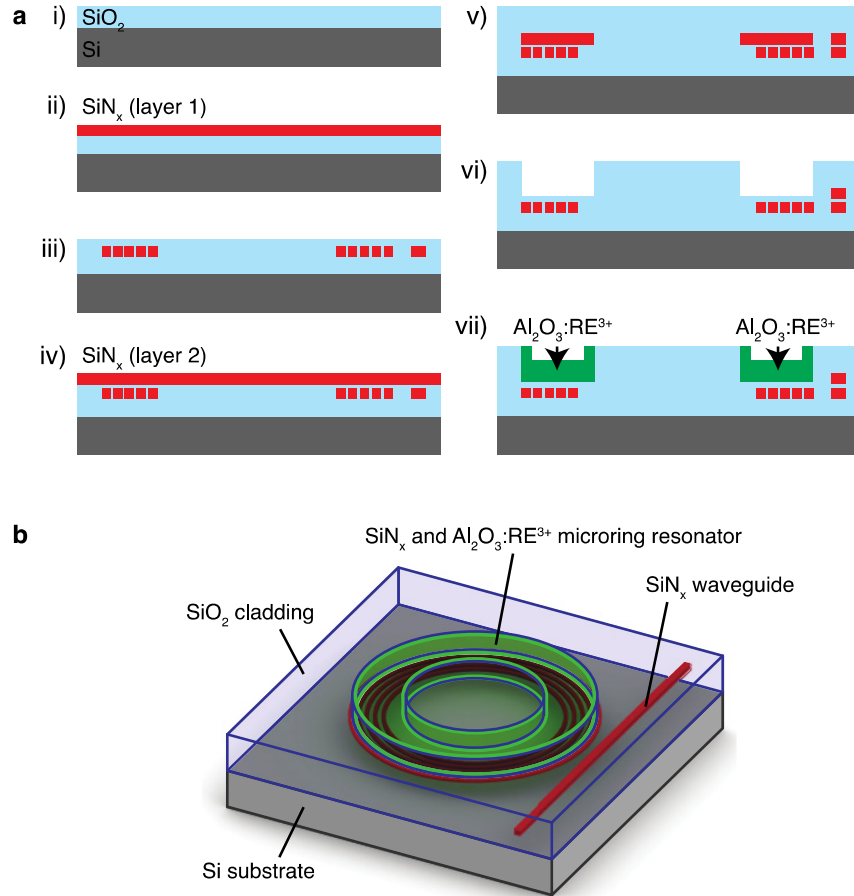 a
i)
SiO₂
Si
ii)
SiNₓ (layer 1)
iii)
iv)
SiNₓ (layer 2)
v)
vi)
vii)
Al₂O₃:RE³⁺
Al₂O₃:RE³⁺
b
SiNₓ and Al₂O₃:RE³⁺ microring resonator
SiNₓ waveguide
SiO₂ cladding
Si substrate